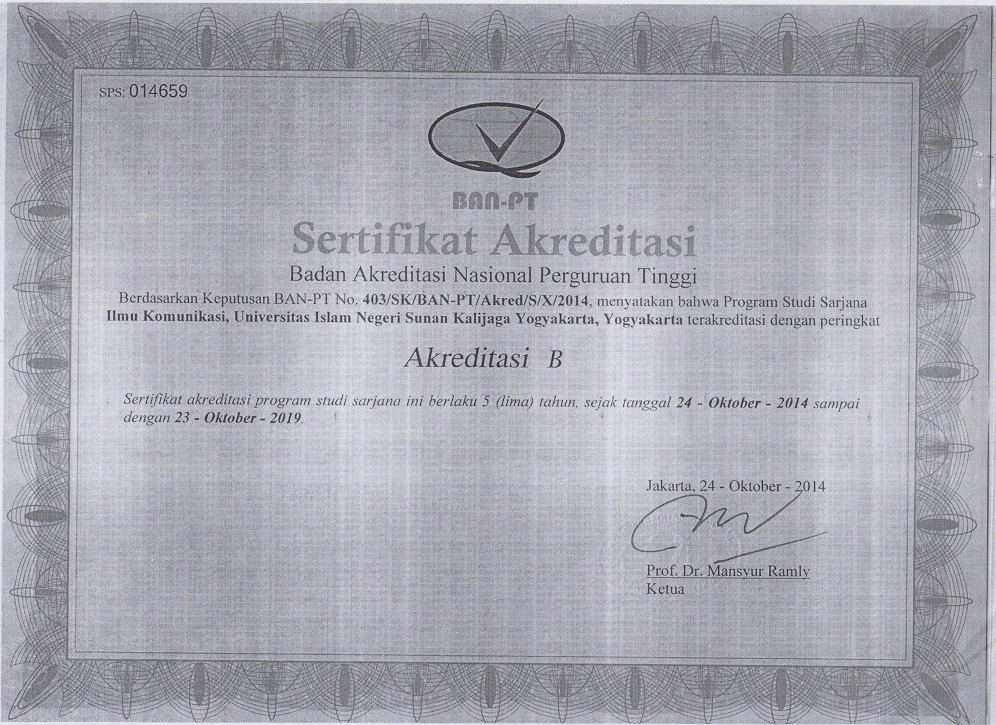 SPS: 014659
BAN-PT
Sertifikat Akreditasi
Badan Akreditasi Nasional Perguruan Tinggi
Berdasarkan Keputusan BAN-PT No. 403/SK/BAN-PT/Akred/S/X/2014, menyatakan bahwa Program Studi Sarjana
Ilmu Komunikasi, Universitas Islam Negeri Sunan Kalijaga Yogyakarta, Yogyakarta terakreditasi dengan peringkat
Akreditasi B
Sertifikat akreditasi program studi sarjana ini berlaku 5 (lima) tahun, sejak tanggal 24 - Oktober - 2014 sampai
dengan 23 - Oktober - 2019.
Jakarta, 24 - Oktober - 2014
Prof. Dr. Mansyur Ramly
Ketua